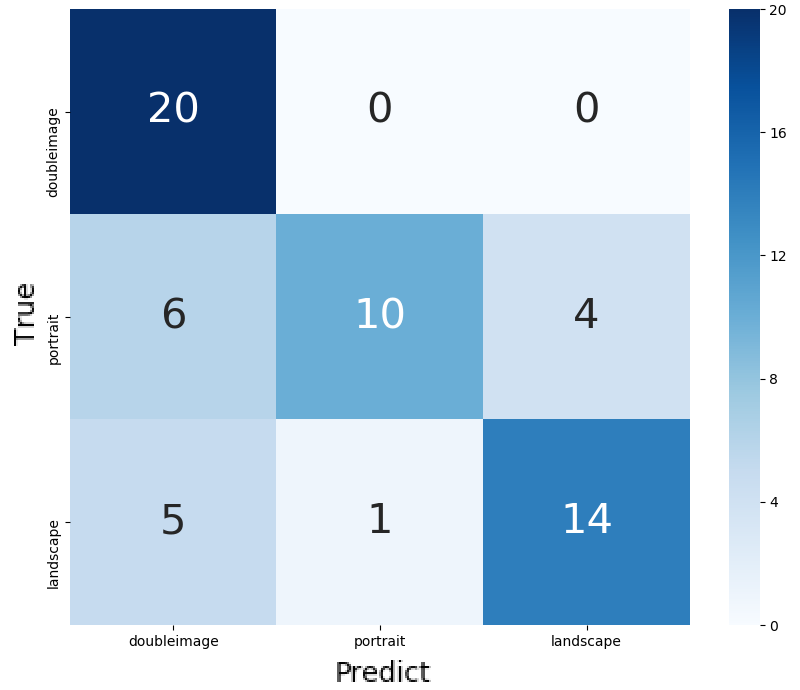 20 0 0
6 10 4
5 1 14
doubleimage
portrait
landscape
True
doubleimage portrait landscape
Predict
20
16
12
8
4
0